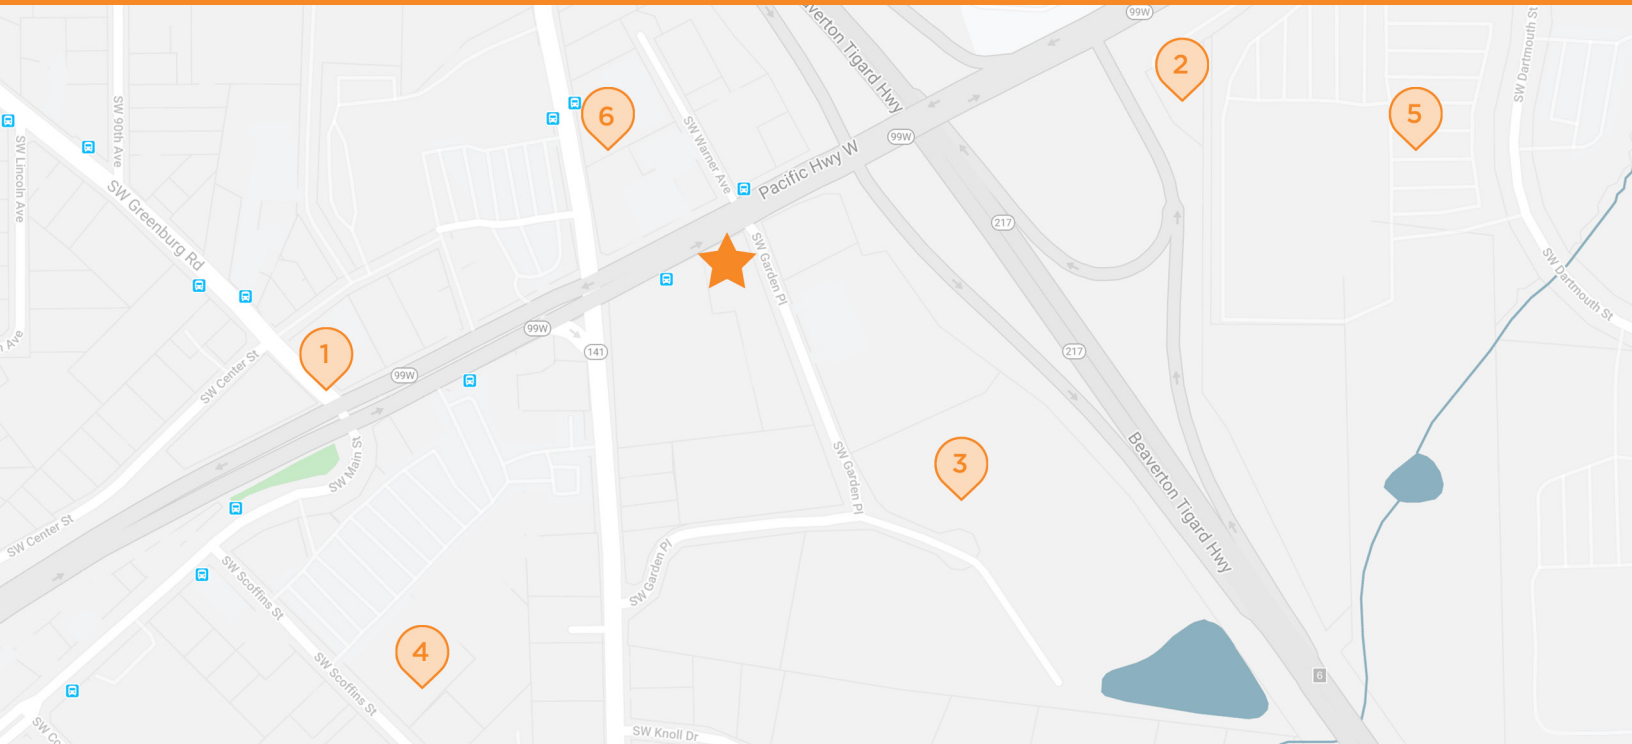 99W
Beaverton Tigard Hwy
2
SW Dartmouth St
5
6
SW 90th Ave
SW Lincoln Ave
SW Warner Ave
99W
Pacific Hwy W
SW Greenburg Rd
217
SW Garden Pl
SW Dartmouth St
99W
141
217
1
Ave
SW Center St
99W
SW Main St
3
SW Garden Pl
Beaverton Tigard Hwy
SW Center St
SW Garden Pl
SW Scoffins St
4
SW Scoffins St
6
SW Knoll Dr
SW